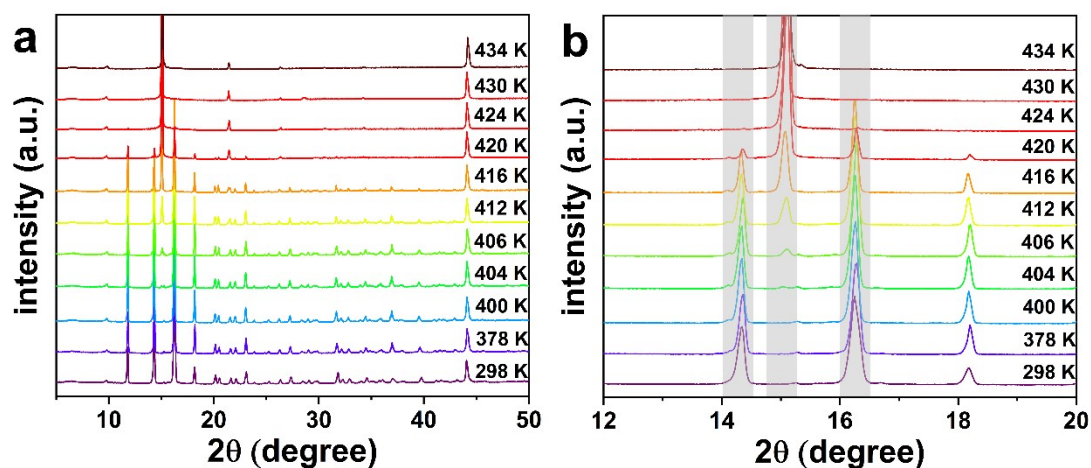 a
434 K
430 K
424 K
420 K
416 K
412 K
406 K
404 K
400 K
378 K
298 K
intensity (a.u.)
10 20 30 40 50
2θ (degree)
b
434 K
430 K
424 K
420 K
416 K
412 K
406 K
404 K
400 K
378 K
298 K
intensity (a.u.)
12 14 16 18 20
2θ (degree)